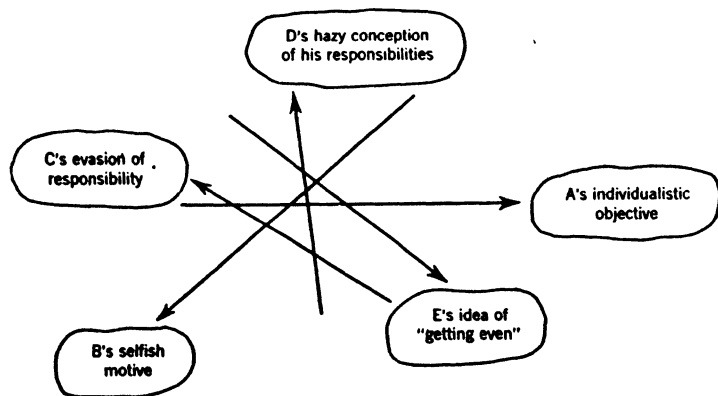 D's hazy conception
of his responsibilities
C's evasion of
responsibility
A's individualistic
objective
E's idea of
"getting even"
B's selfish
motive